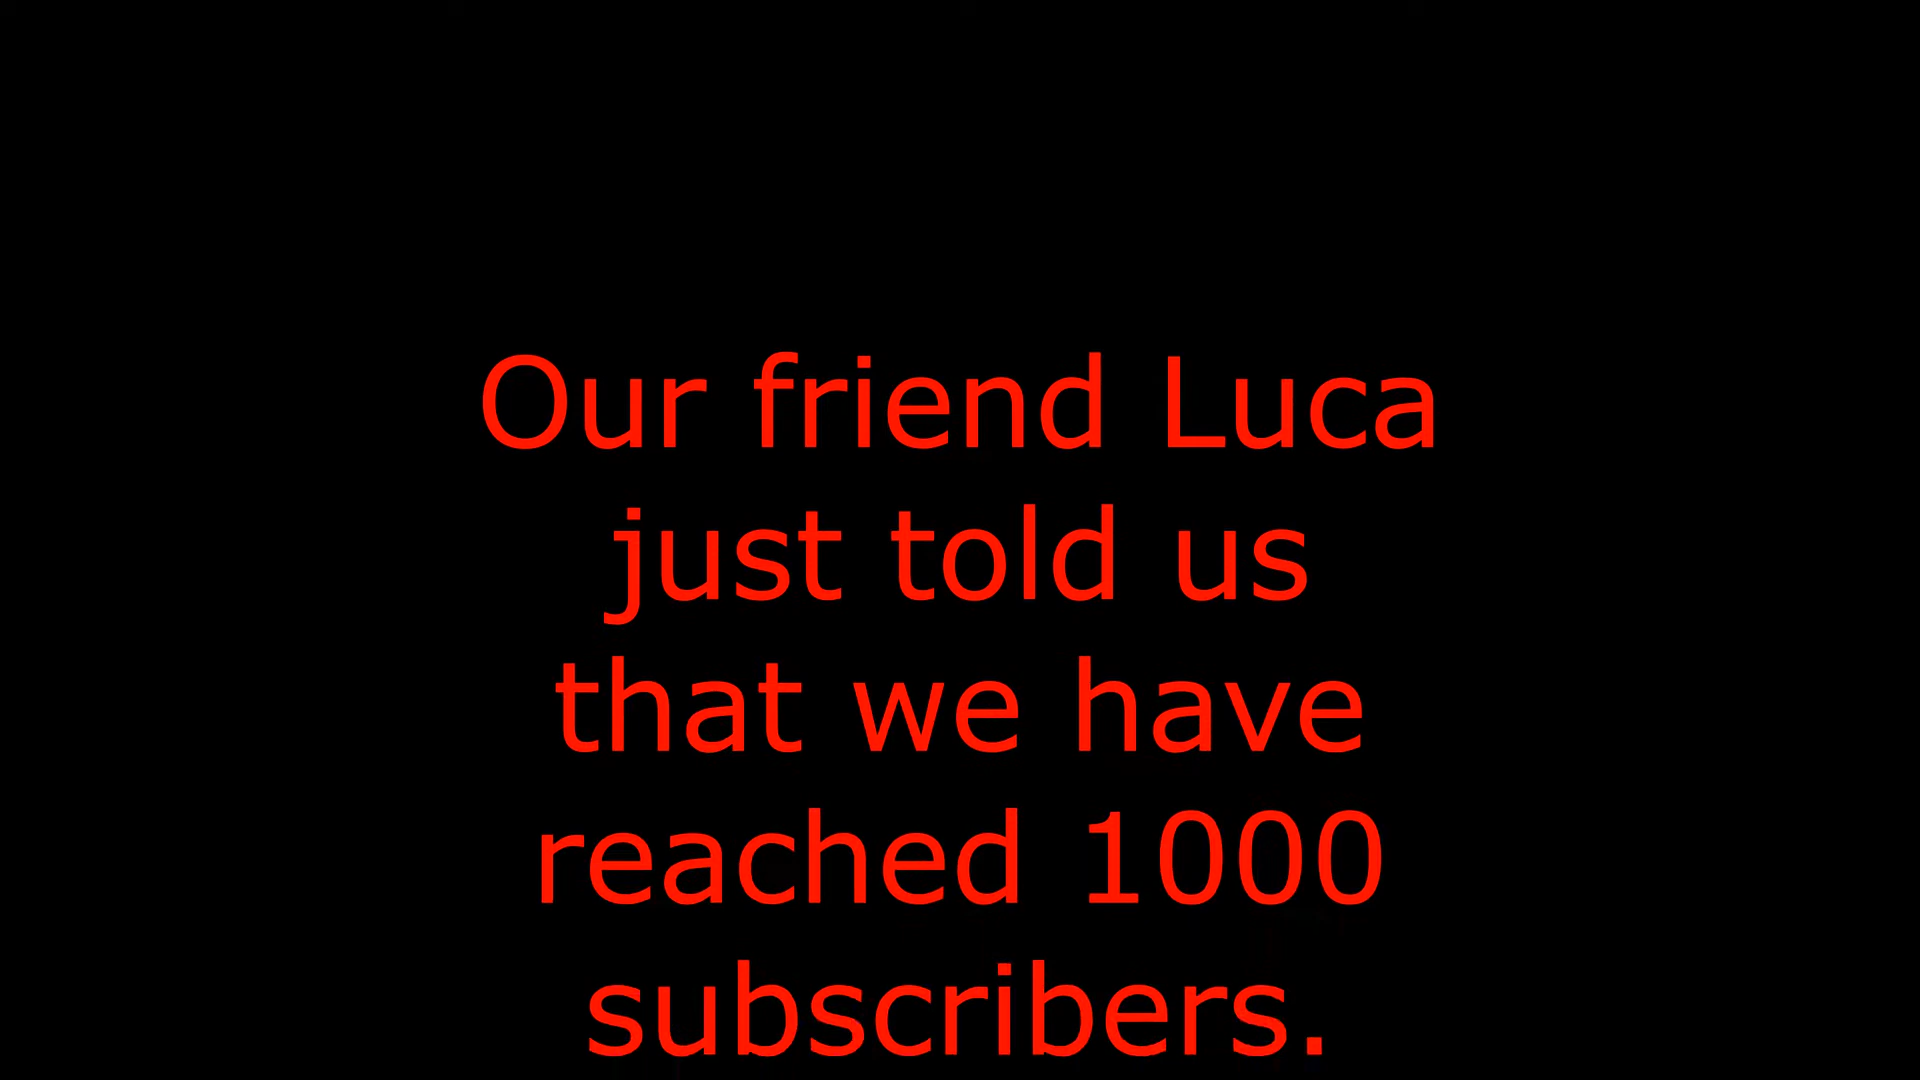 Our friend Luca
just told us
that we have
reached 1000
subscribers.